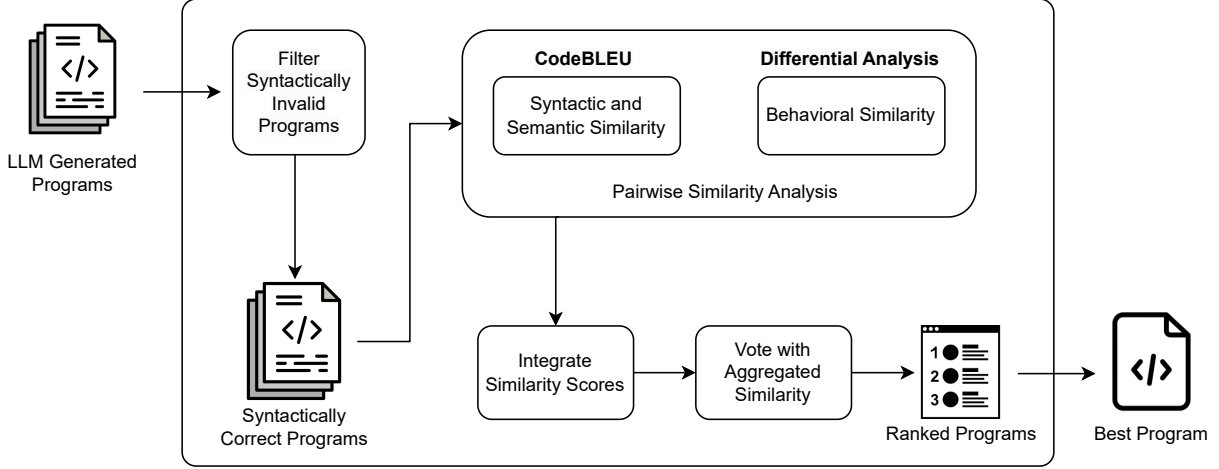 LLM Generated
Programs
Filter
Syntactically
Invalid
Programs
Syntactically
Correct Programs
CodeBLEU
Syntactic and
Semantic Similarity
Differential Analysis
Behavioral Similarity
Pairwise Similarity Analysis
Integrate
Similarity Scores
Vote with
Aggregated
Similarity
1
2
3
Ranked Programs
</>
Best Program